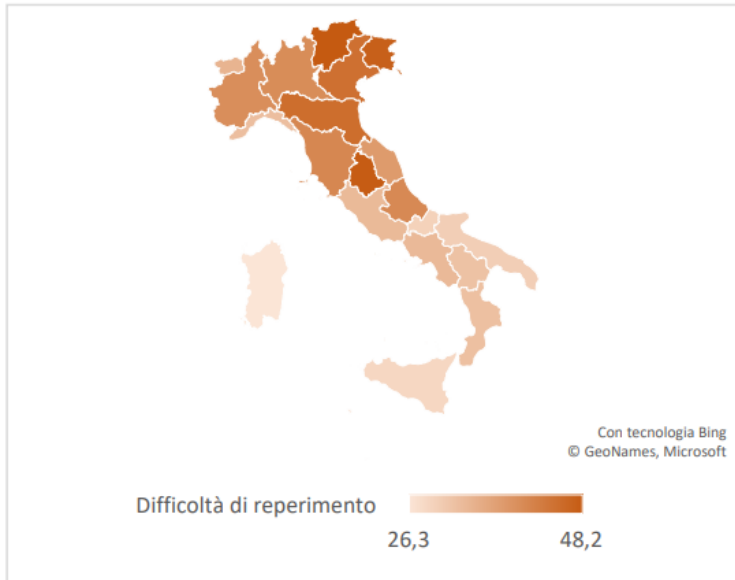 Con tecnologia Bing
© GeoNames, Microsoft
Difficoltà di reperimento
26,3 48,2